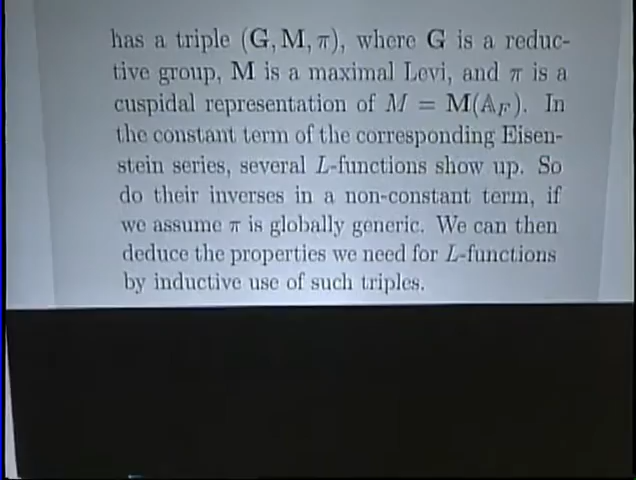 has a triple (G, M, π), where G is a reduc-
tive group, M is a maximal Levi, and π is a
cuspidal representation of M = M(𝔸_F). In
the constant term of the corresponding Eisen-
stein series, several L-functions show up. So
do their inverses in a non-constant term, if
we assume π is globally generic. We can then
deduce the properties we need for L-functions
by inductive use of such triples.